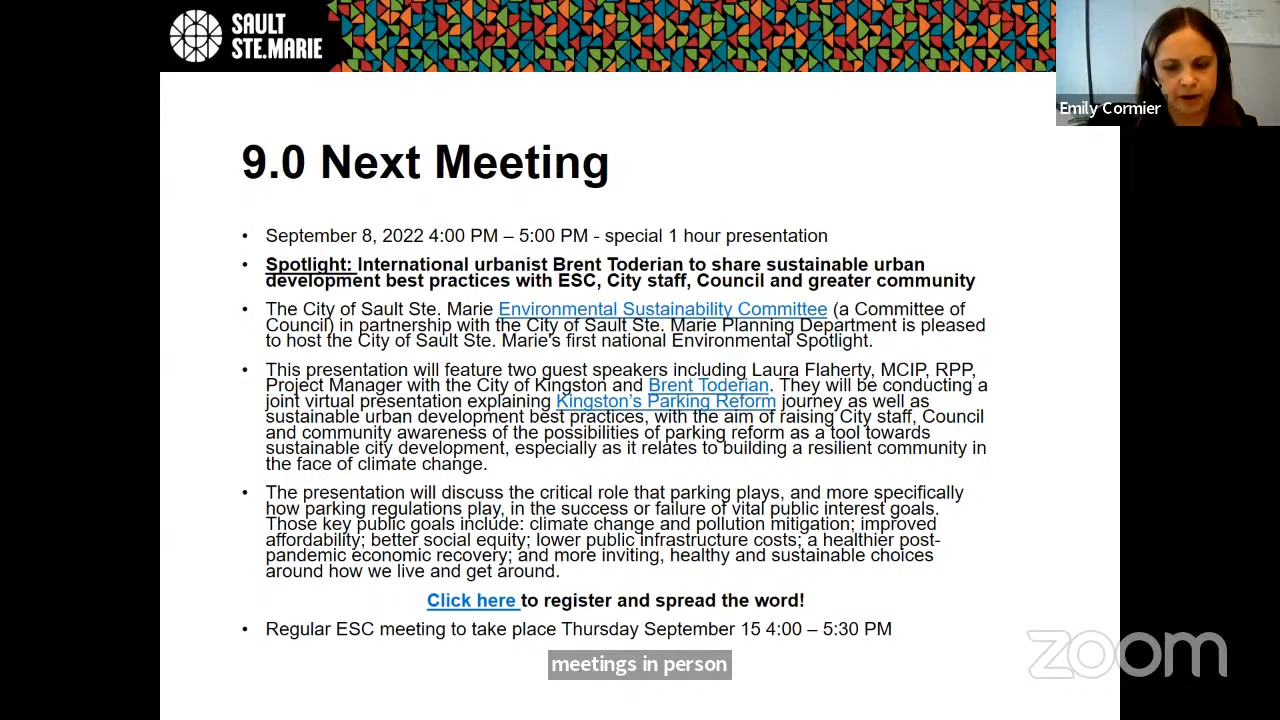 SAULT
STE.MARIE
Emily Cormier
9.0 Next Meeting
• September 8, 2022 4:00 PM – 5:00 PM - special 1 hour presentation
• Spotlight: International urbanist Brent Toderian to share sustainable urban
development best practices with ESC, City staff, Council and greater community
• The City of Sault Ste. Marie Environmental Sustainability Committee (a Committee of
Council) in partnership with the City of Sault Ste. Marie Planning Department is pleased
to host the City of Sault Ste. Marie's first national Environmental Spotlight.
• This presentation will feature two guest speakers including Laura Flaherty, MCIP, RPP,
Project Manager with the City of Kingston and Brent Toderian. They will be conducting a
joint virtual presentation explaining Kingston's Parking Reform journey as well as
sustainable urban development best practices, with the aim of raising City staff, Council
and community awareness of the possibilities of parking reform as a tool towards
sustainable city development, especially as it relates to building a resilient community in
the face of climate change.
• The presentation will discuss the critical role that parking plays, and more specifically
how parking regulations play, in the success or failure of vital public interest goals.
Those key public goals include: climate change and pollution mitigation; improved
affordability; better social equity; lower public infrastructure costs; a healthier post-
pandemic economic recovery; and more inviting, healthy and sustainable choices
around how we live and get around.
Click here to register and spread the word!
• Regular ESC meeting to take place Thursday September 15 4:00 – 5:30 PM
meetings in person
zoom